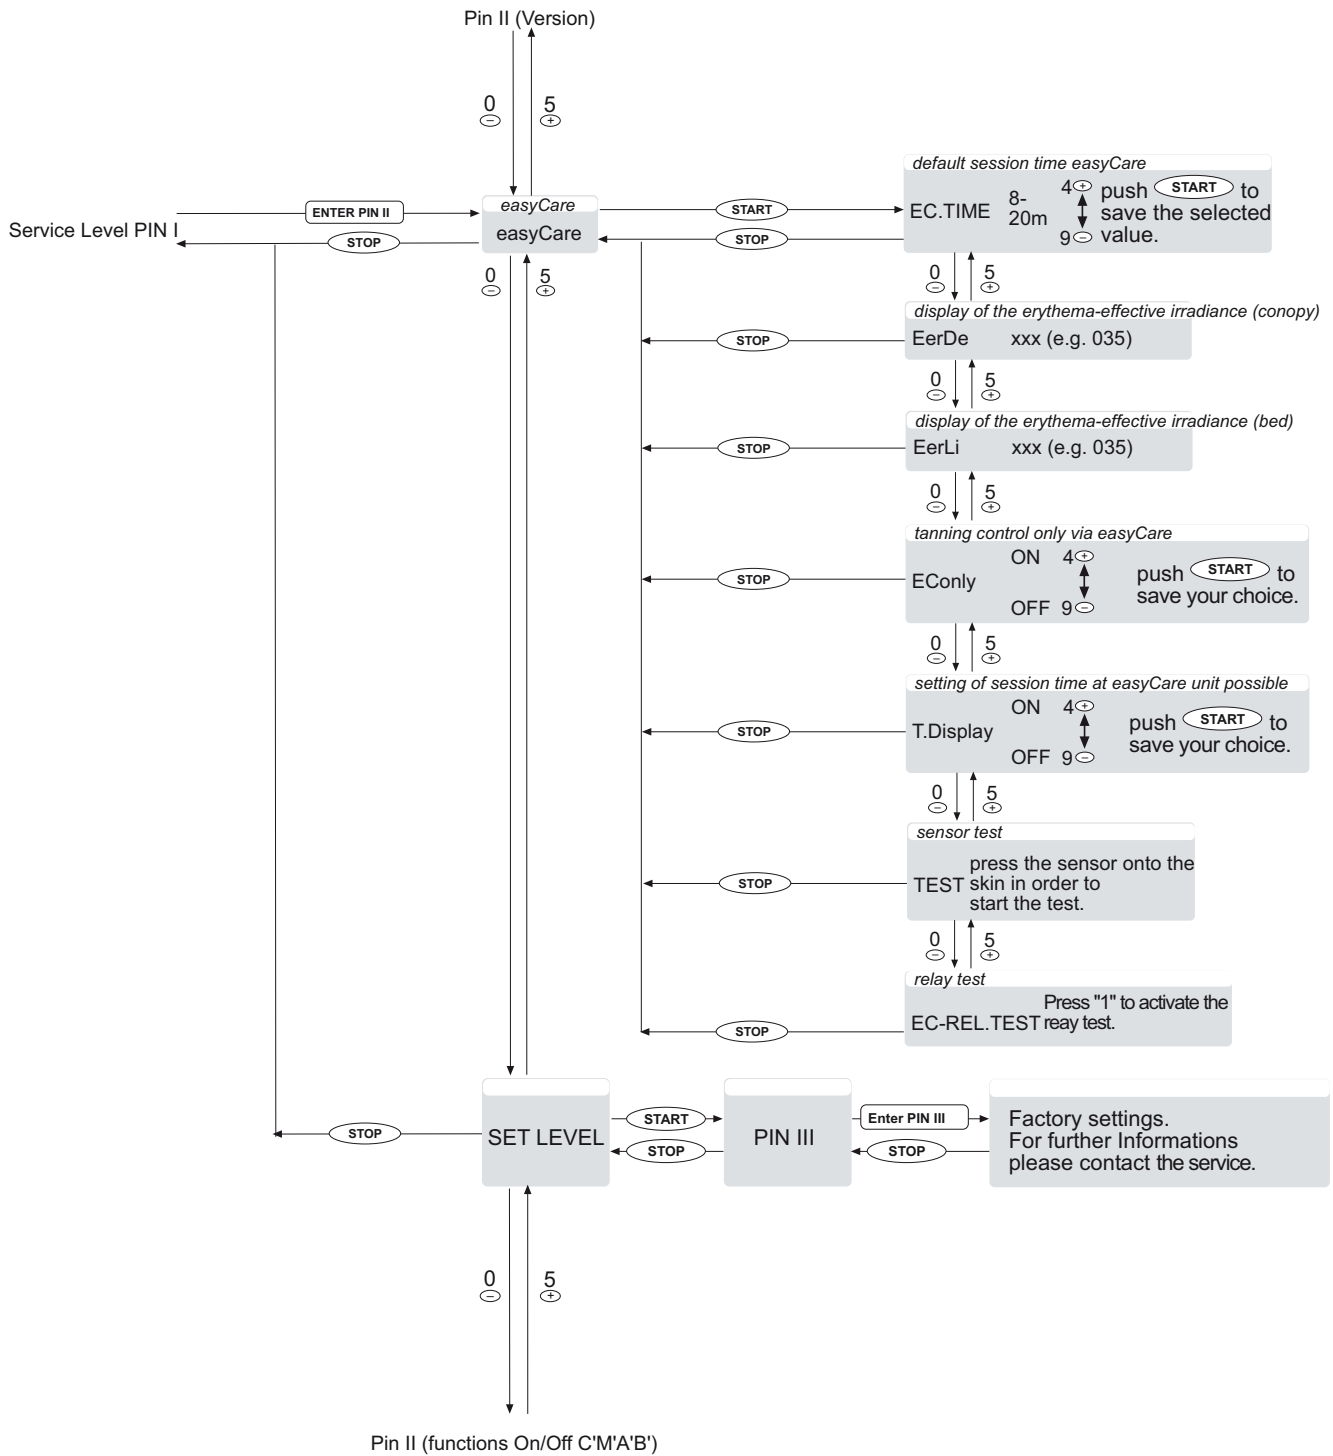 Pin II (Version)
0
5
default session time easyCare
EC.TIME
8-
20m
4
9
push START to
save the selected
value.
Service Level PIN I
ENTER PIN II
STOP
easyCare
easyCare
START
STOP
0
5
0
5
display of the erythema-effective irradiance (conopy)
EerDe xxx (e.g. 035)
STOP
0
5
display of the erythema-effective irradiance (bed)
EerLi xxx (e.g. 035)
STOP
0
5
tanning control only via easyCare
ON 4
EConly
OFF 9
push START to
save your choice.
STOP
0
5
setting of session time at easyCare unit possible
ON 4
T.Display
OFF 9
push START to
save your choice.
STOP
0
5
sensor test
TEST
press the sensor onto the
skin in order to
start the test.
STOP
0
5
relay test
EC-REL.TEST
Press "1" to activate the
reay test.
STOP
STOP
SET LEVEL
START
STOP
PIN III
Enter PIN III
STOP
Factory settings.
For further Informations
please contact the service.
0
5
Pin II (functions On/Off C'M'A'B')